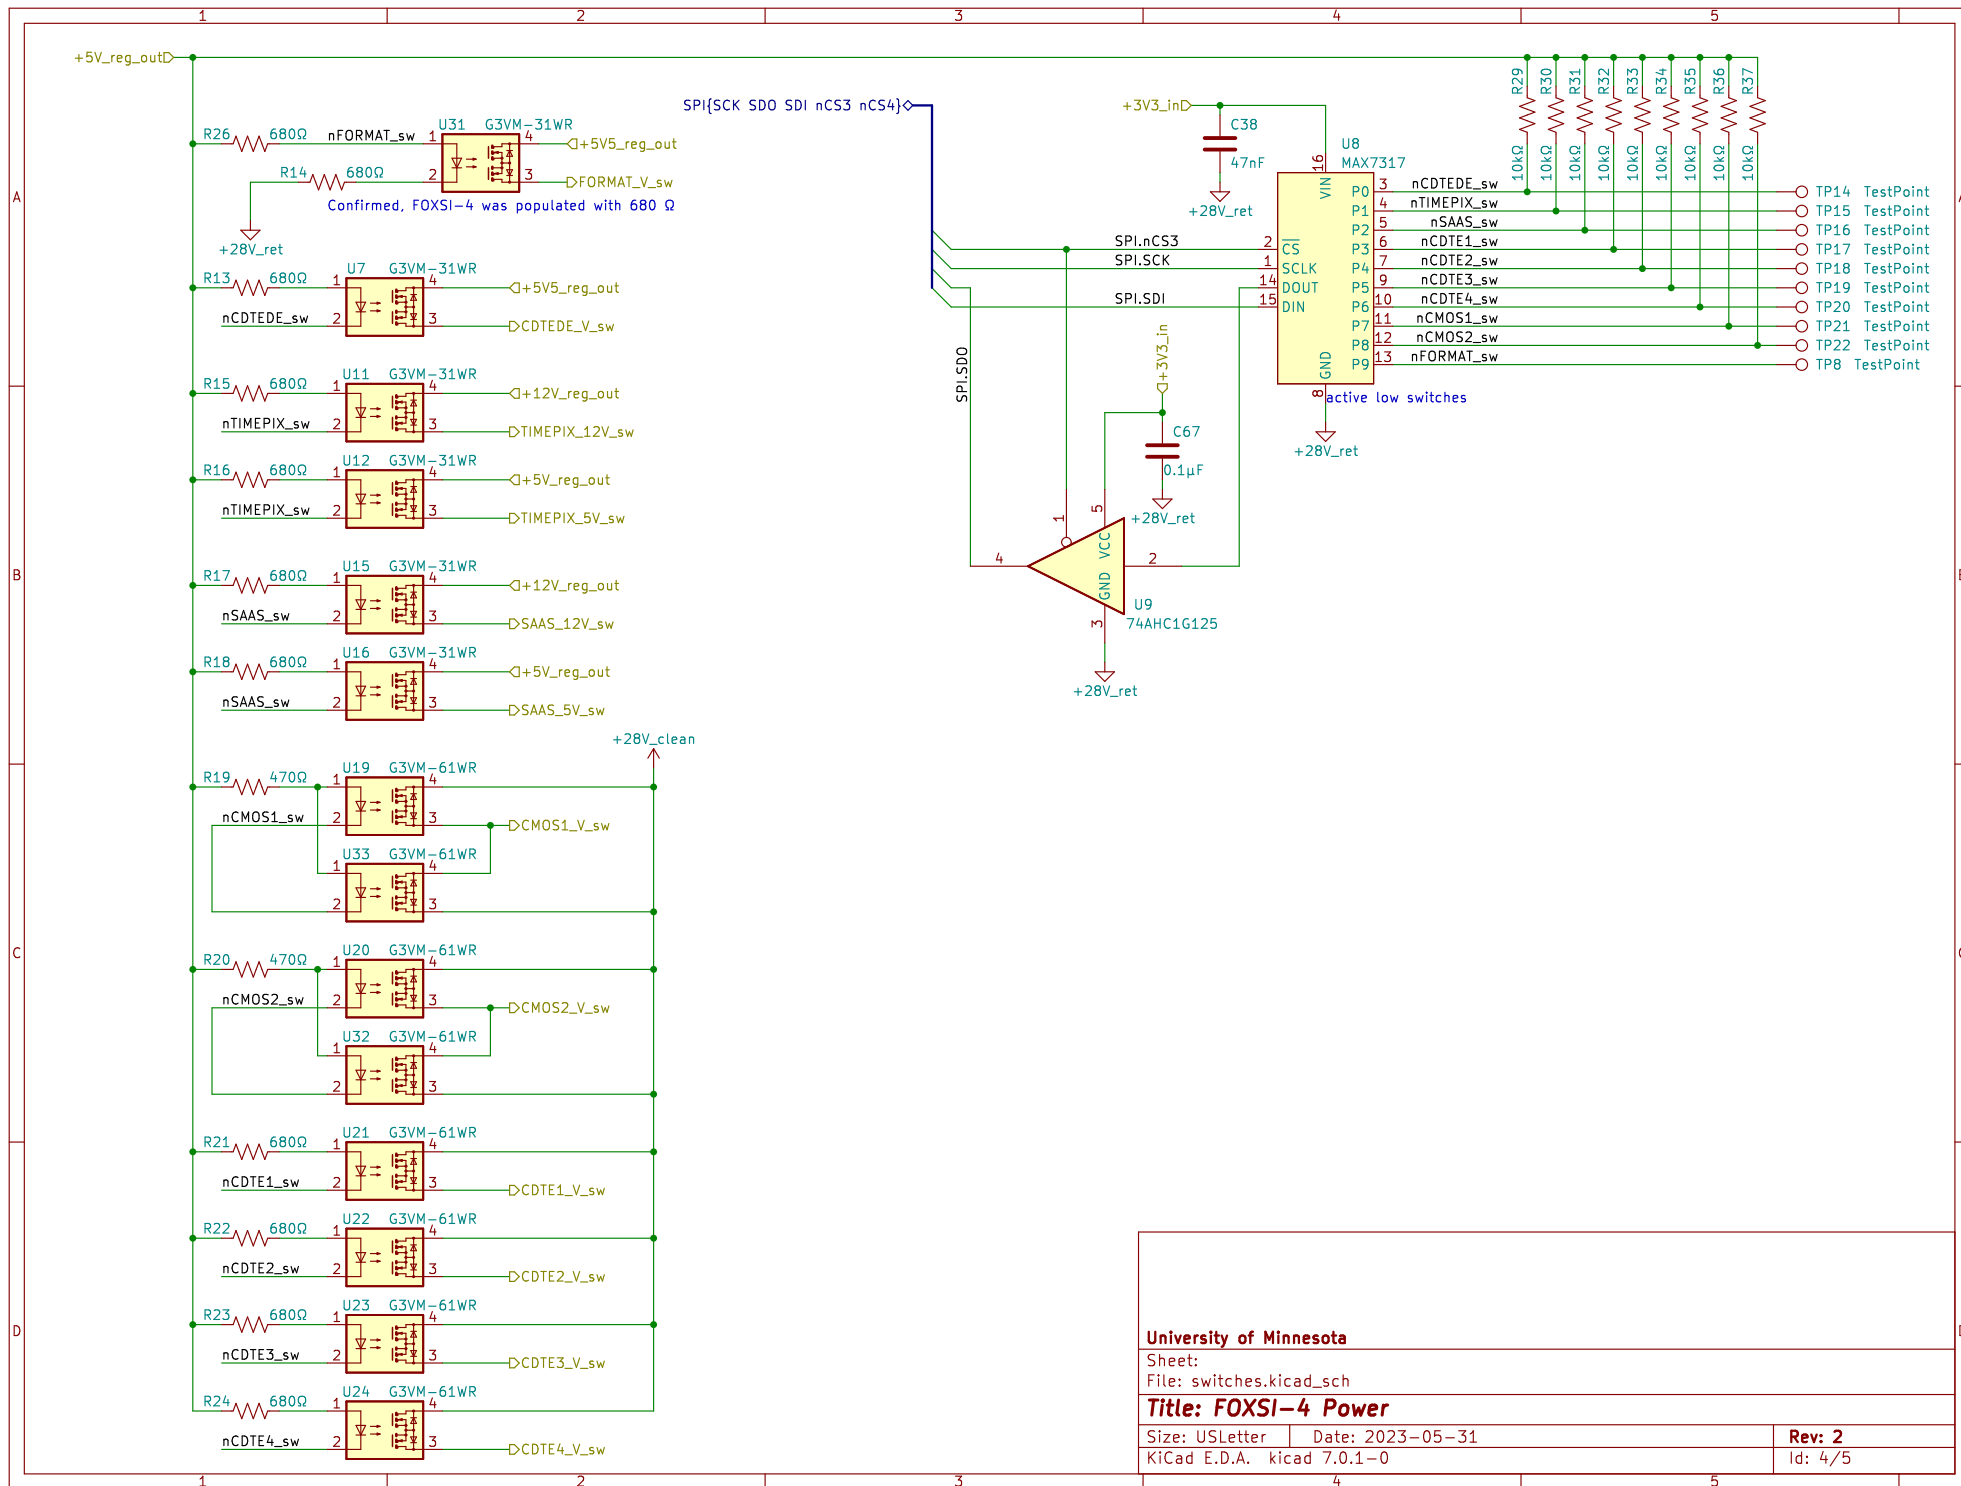 1 2 3 4 5
+5V_reg_out
SPI{SCK SDO SDI nCS3 nCS4}
+3V3_in
R29 R30 R31 R32 R33 R34 R35 R36 R37
10kΩ 10kΩ 10kΩ 10kΩ 10kΩ 10kΩ 10kΩ 10kΩ 10kΩ
R26 680Ω nFORMAT_sw 1 U31 G3VM-31WR 4 +5V5_reg_out
R14 680Ω 2 3 FORMAT_V_sw
Confirmed, FOXSI-4 was populated with 680 Ω
+28V_ret
C38
47nF
+28V_ret
U8
MAX7317
16 VIN
P0 3 nCDTEDE_sw TP14 TestPoint
P1 4 nTIMEPIX_sw TP15 TestPoint
P2 5 nSAAS_sw TP16 TestPoint
SPI.nCS3 2 CS P3 6 nCDTE1_sw TP17 TestPoint
SPI.SCK 1 SCLK P4 7 nCDTE2_sw TP18 TestPoint
14 DOUT P5 9 nCDTE3_sw TP19 TestPoint
SPI.SDI 15 DIN P6 10 nCDTE4_sw TP20 TestPoint
P7 11 nCMOS1_sw TP21 TestPoint
P8 12 nCMOS2_sw TP22 TestPoint
GND P9 13 nFORMAT_sw TP8 TestPoint
8 active low switches
+28V_ret
A
R13 680Ω 1 U7 G3VM-31WR 4 +5V5_reg_out
nCDTEDE_sw 2 3 CDTEDE_V_sw
R15 680Ω 1 U11 G3VM-31WR 4 +12V_reg_out
nTIMEPIX_sw 2 3 TIMEPIX_12V_sw
R16 680Ω 1 U12 G3VM-31WR 4 +5V_reg_out
nTIMEPIX_sw 2 3 TIMEPIX_5V_sw
SPI.SDO
+3V3_in
C67
0.1µF
+28V_ret
1 5
VCC
4 2
GND
3
U9
74AHC1G125
+28V_ret
B
R17 680Ω 1 U15 G3VM-31WR 4 +12V_reg_out
nSAAS_sw 2 3 SAAS_12V_sw
R18 680Ω 1 U16 G3VM-31WR 4 +5V_reg_out
nSAAS_sw 2 3 SAAS_5V_sw
+28V_clean
R19 470Ω 1 U19 G3VM-61WR 4
nCMOS1_sw 2 3 CMOS1_V_sw
1 U33 G3VM-61WR 4
2 3
C
R20 470Ω 1 U20 G3VM-61WR 4
nCMOS2_sw 2 3 CMOS2_V_sw
1 U32 G3VM-61WR 4
2 3
R21 680Ω 1 U21 G3VM-61WR 4
nCDTE1_sw 2 3 CDTE1_V_sw
R22 680Ω 1 U22 G3VM-61WR 4
nCDTE2_sw 2 3 CDTE2_V_sw
D
R23 680Ω 1 U23 G3VM-61WR 4
nCDTE3_sw 2 3 CDTE3_V_sw
R24 680Ω 1 U24 G3VM-61WR 4
nCDTE4_sw 2 3 CDTE4_V_sw
University of Minnesota
Sheet:
File: switches.kicad_sch
Title: FOXSI-4 Power
Size: USLetter Date: 2023-05-31 Rev: 2
KiCad E.D.A. kicad 7.0.1-0 Id: 4/5
1 2 3 4 5